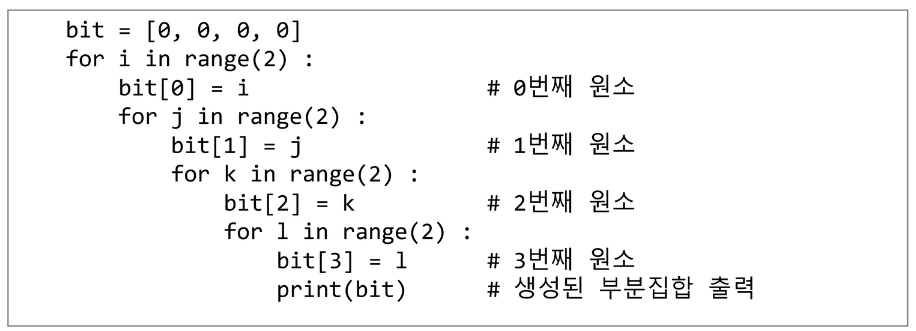 bit = [0, 0, 0, 0]
for i in range(2) :
    bit[0] = i                  # 0번째 원소
    for j in range(2) :
        bit[1] = j              # 1번째 원소
        for k in range(2) :
            bit[2] = k          # 2번째 원소
            for l in range(2) :
                bit[3] = l      # 3번째 원소
                print(bit)      # 생성된 부분집합 출력